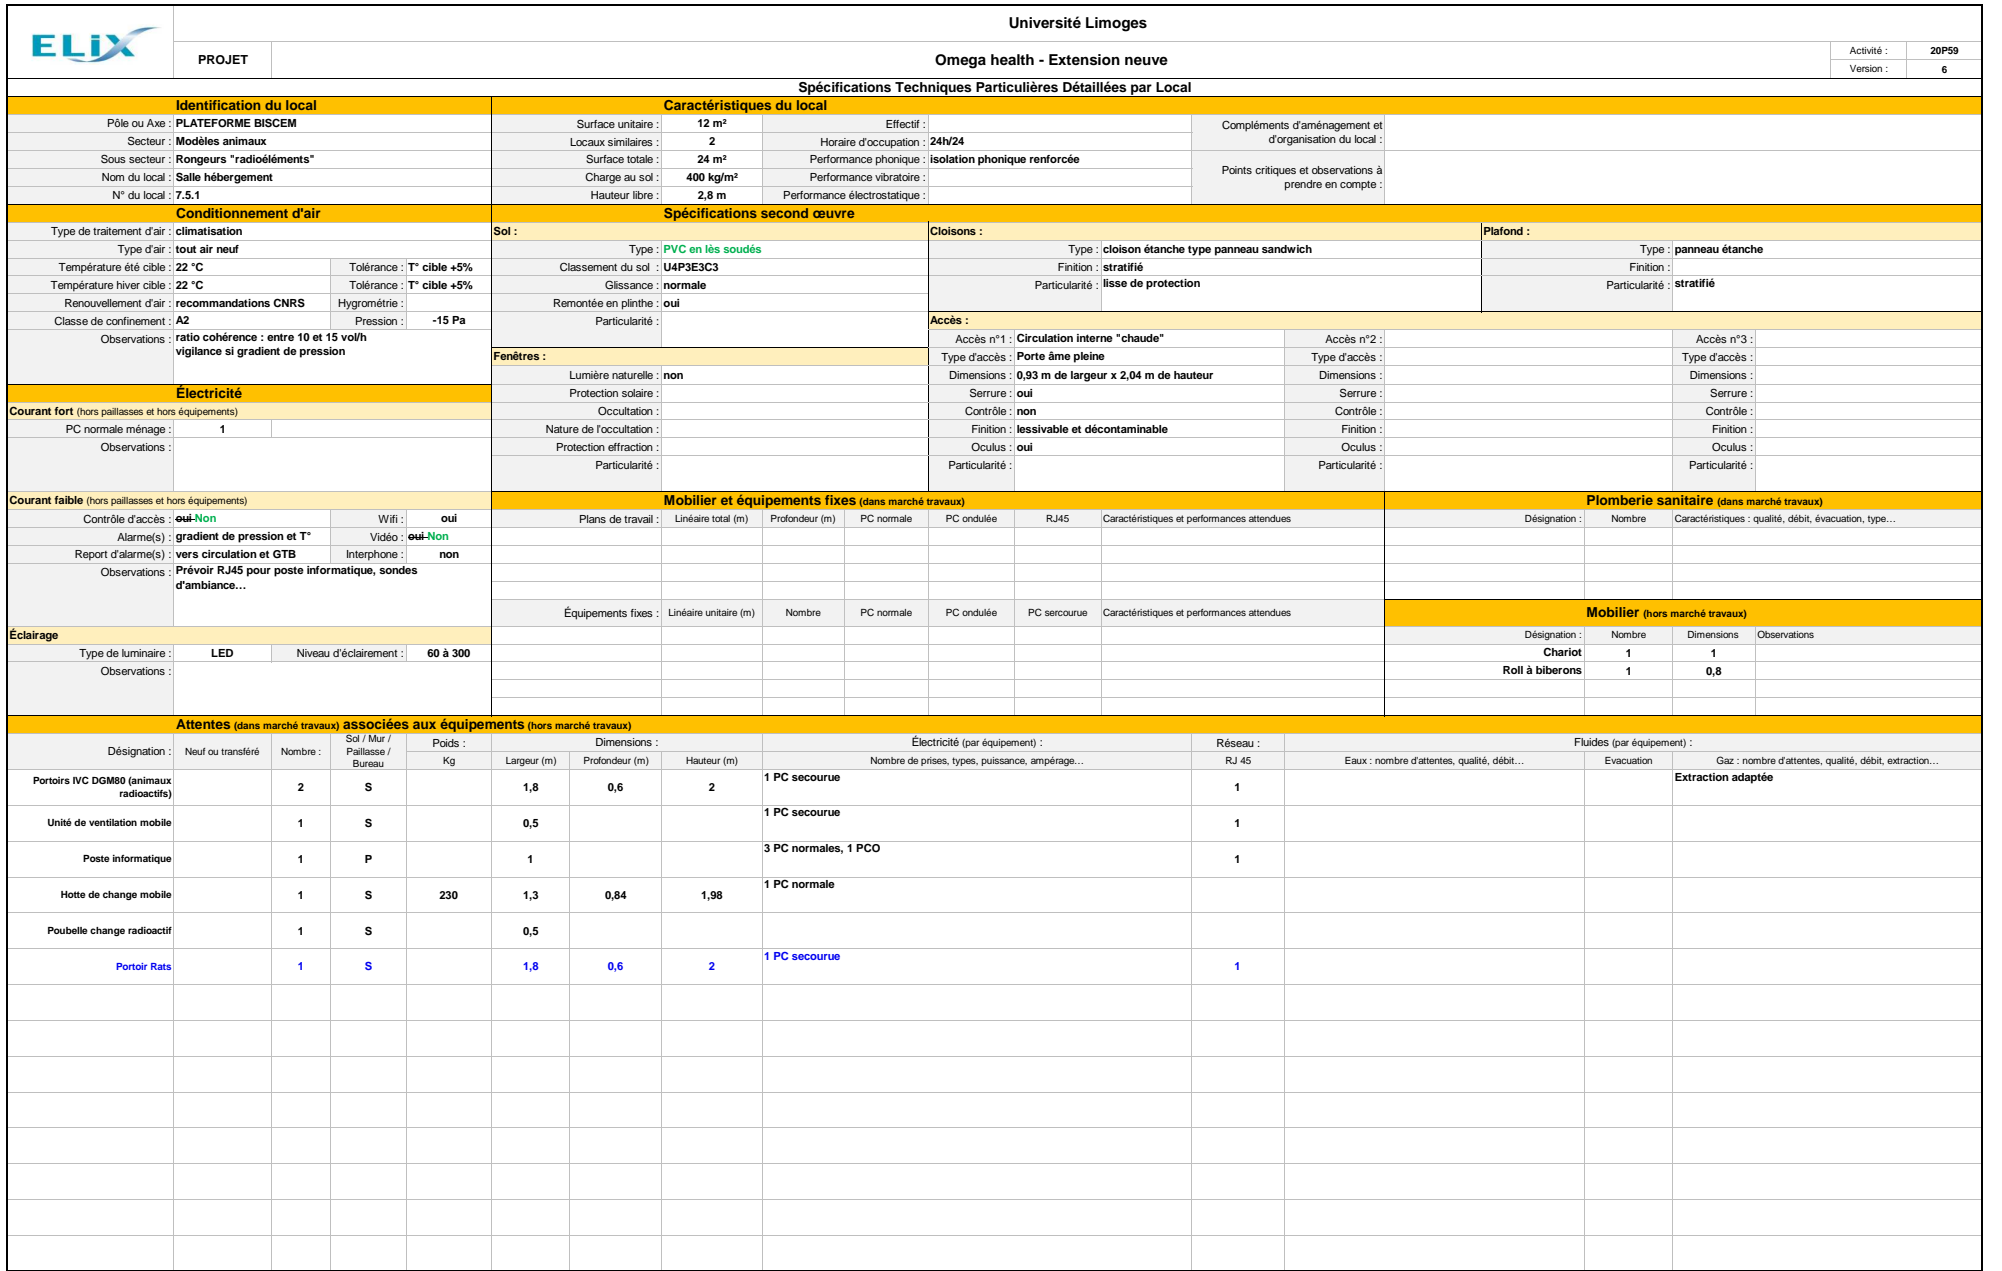 ELiX
Université Limoges
PROJET
Omega health - Extension neuve
Activité : 20P59
Version : 6
Spécifications Techniques Particulières Détaillées par Local
Identification du local
Pôle ou Axe : PLATEFORME BISCEM
Secteur : Modèles animaux
Sous secteur : Rongeurs "radioéléments"
Nom du local : Salle hébergement
N° du local : 7.5.1
Caractéristiques du local
Surface unitaire : 12 m² Effectif :
Locaux similaires : 2 Horaire d'occupation : 24h/24
Surface totale : 24 m² Performance phonique : isolation phonique renforcée
Charge au sol : 400 kg/m² Performance vibratoire :
Hauteur libre : 2,8 m Performance électrostatique :
Compléments d'aménagement et
d'organisation du local :
Points critiques et observations à
prendre en compte :
Conditionnement d'air
Type de traitement d'air : climatisation
Type d'air : tout air neuf
Température été cible : 22 °C Tolérance : T° cible +5%
Température hiver cible : 22 °C Tolérance : T° cible +5%
Renouvellement d'air : recommandations CNRS Hygrométrie :
Classe de confinement : A2 Pression : -15 Pa
Observations : ratio cohérence : entre 10 et 15 vol/h
vigilance si gradient de pression
Spécifications second œuvre
Sol :
Type : PVC en lès soudés
Classement du sol : U4P3E3C3
Glissance : normale
Remontée en plinthe : oui
Particularité :
Cloisons :
Type : cloison étanche type panneau sandwich
Finition : stratifié
Particularité : lisse de protection
Plafond :
Type : panneau étanche
Finition :
Particularité : stratifié
Fenêtres :
Lumière naturelle : non
Protection solaire :
Occultation :
Nature de l'occultation :
Protection effraction :
Particularité :
Accès :
Accès n°1 : Circulation interne "chaude" Accès n°2 : Accès n°3 :
Type d'accès : Porte âme pleine Type d'accès : Type d'accès :
Dimensions : 0,93 m de largeur x 2,04 m de hauteur Dimensions : Dimensions :
Serrure : oui Serrure : Serrure :
Contrôle : non Contrôle : Contrôle :
Finition : lessivable et décontaminable Finition : Finition :
Oculus : oui Oculus : Oculus :
Particularité : Particularité : Particularité :
Électricité
Courant fort (hors paillasses et hors équipements)
PC normale ménage : 1
Observations :
Courant faible (hors paillasses et hors équipements)
Contrôle d'accès : oui Non Wifi : oui
Alarme(s) : gradient de pression et T° Vidéo : oui Non
Report d'alarme(s) : vers circulation et GTB Interphone : non
Observations : Prévoir RJ45 pour poste informatique, sondes
d'ambiance…
Éclairage
Type de luminaire : LED Niveau d'éclairement : 60 à 300
Observations :
Mobilier et équipements fixes (dans marché travaux)
Plans de travail : Linéaire total (m) Profondeur (m) PC normale PC ondulée RJ45 Caractéristiques et performances attendues
Équipements fixes : Linéaire unitaire (m) Nombre PC normale PC ondulée PC sercourue Caractéristiques et performances attendues
Plomberie sanitaire (dans marché travaux)
Désignation : Nombre Caractéristiques : qualité, débit, évacuation, type…
Mobilier (hors marché travaux)
Désignation : Nombre Dimensions Observations
Chariot 1 1
Roll à biberons 1 0,8
Attentes (dans marché travaux) associées aux équipements (hors marché travaux)
Désignation : Neuf ou transféré Nombre : Sol / Mur / Paillasse / Bureau Poids : Dimensions : Électricité (par équipement) : Réseau : Fluides (par équipement) :
Kg Largeur (m) Profondeur (m) Hauteur (m) Nombre de prises, types, puissance, ampérage… RJ 45 Eaux : nombre d'attentes, qualité, débit… Evacuation Gaz : nombre d'attentes, qualité, débit, extraction…
Portoirs IVC DGM80 (animaux
radioactifs) 2 S 1,8 0,6 2 1 PC secourue 1 Extraction adaptée
Unité de ventilation mobile 1 S 0,5 1 PC secourue 1
Poste informatique 1 P 1 3 PC normales, 1 PCO 1
Hotte de change mobile 1 S 230 1,3 0,84 1,98 1 PC normale
Poubelle change radioactif 1 S 0,5
Portoir Rats 1 S 1,8 0,6 2 1 PC secourue 1